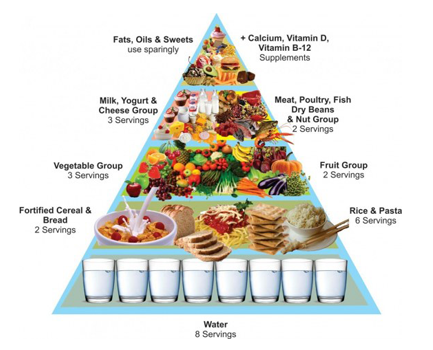 Fats, Oils & Sweets
use sparingly
+ Calcium, Vitamin D,
Vitamin B-12
Supplements
Milk, Yogurt &
Cheese Group
3 Servings
Meat, Poultry, Fish
Dry Beans
& Nut Group
2 Servings
Vegetable Group
3 Servings
Fruit Group
2 Servings
Fortified Cereal &
Bread
2 Servings
Rice & Pasta
6 Servings
Water
8 Servings